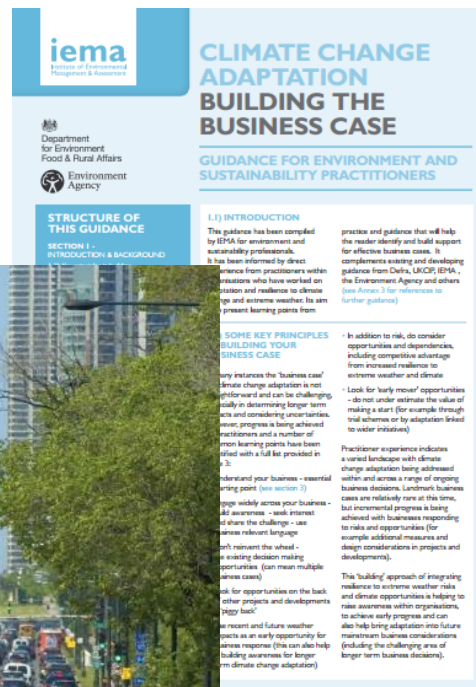 iema
Institute of Environmental
Management & Assessment
CLIMATE CHANGE
ADAPTATION
BUILDING THE
BUSINESS CASE
Department
for Environment
Food & Rural Affairs
Environment
Agency
GUIDANCE FOR ENVIRONMENT AND
SUSTAINABILITY PRACTITIONERS
STRUCTURE OF
THIS GUIDANCE
SECTION 1 -
INTRODUCTION & BACKGROUND
1.1) INTRODUCTION
This guidance has been compiled
by IEMA for environment and
sustainability professionals.
It has been informed by direct
experience from practitioners within
organisations who have worked on
adaptation and resilience to climate
change and extreme weather. Its aim
present learning points from
practice and guidance that will help
the reader identify and build support
for effective business cases. It
complements existing and developing
guidance from Defra, UKCIP, IEMA ,
the Environment Agency and others
(see Annex 3 for references to
further guidance)
SOME KEY PRINCIPLES
BUILDING YOUR
BUSINESS CASE
many instances the 'business case'
climate change adaptation is not
straightforward and can be challenging,
especially in determining longer term
impacts and considering uncertainties.
However, progress is being achieved
practitioners and a number of
common learning points have been
identified with a full list provided in
3:
Understand your business - essential
starting point (see section 3)
Engage widely across your business -
build awareness - seek interest
and share the challenge - use
business relevant language
Don't reinvent the wheel -
existing decision making
opportunities (can mean multiple
business cases)
Look for opportunities on the back
other projects and developments
'piggy back'
recent and future weather
impacts as an early opportunity for
business response (this can also help
building awareness for longer
term climate change adaptation)
• In addition to risk, do consider
opportunities and dependencies,
including competitive advantage
from increased resilience to
extreme weather and climate
• Look for 'early mover' opportunities
- do not under estimate the value of
making a start (for example through
trial schemes or by adaptation linked
to wider initiatives)
Practitioner experience indicates
a varied landscape with climate
change adaptation being addressed
within and across a range of ongoing
business decisions. Landmark business
cases are relatively rare at this time,
but incremental progress is being
achieved with businesses responding
to risks and opportunities (for
example additional measures and
design considerations in projects and
developments).
This 'building' approach of integrating
resilience to extreme weather risks
and climate opportunities is helping to
raise awareness within organisations,
to achieve early progress and can
also help bring adaptation into future
mainstream business considerations
(including the challenging area of
longer term business decisions).